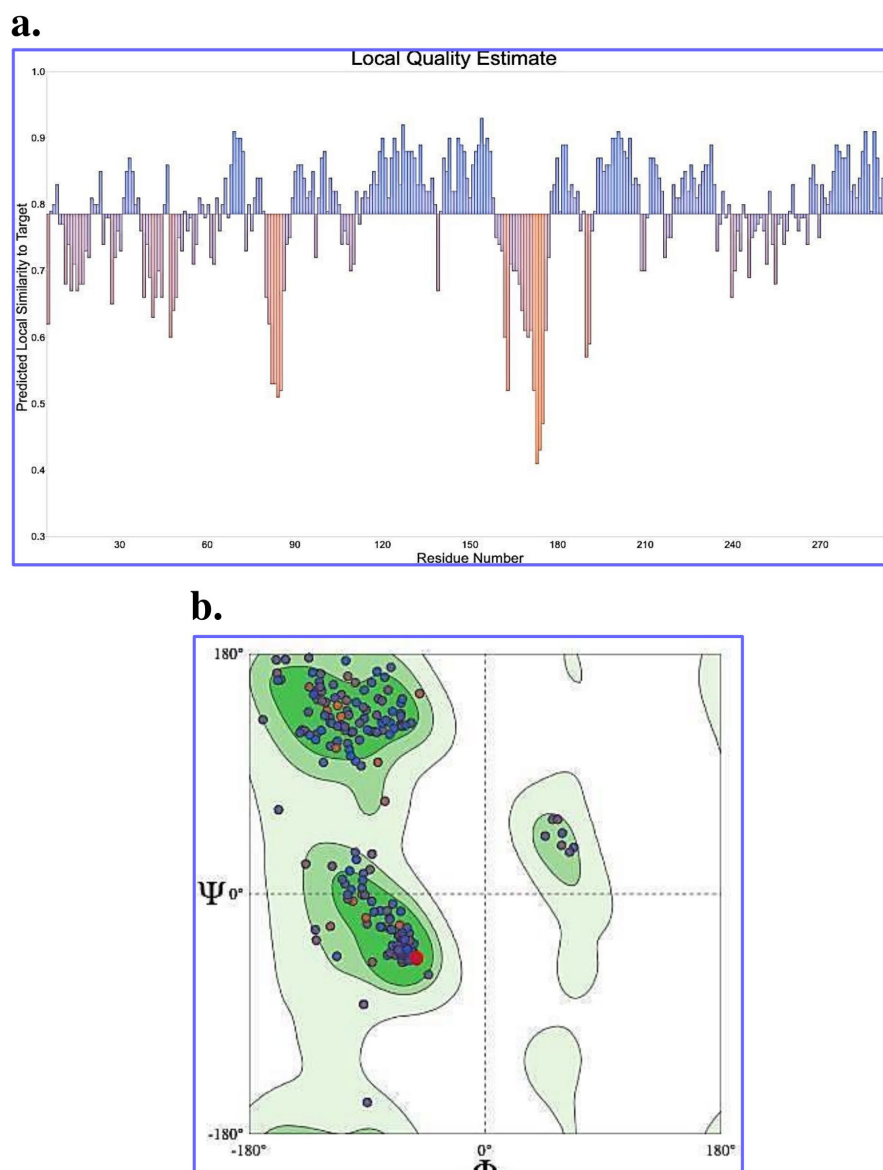 a.
Local Quality Estimate
Predicted Local Similarity to Target
1.0
0.9
0.8
0.7
0.6
0.5
0.4
0.3
30 60 90 120 150 180 210 240 270
Residue Number
b.
180°
Ψ 0°
-180°
-180° 0° 180°
Φ